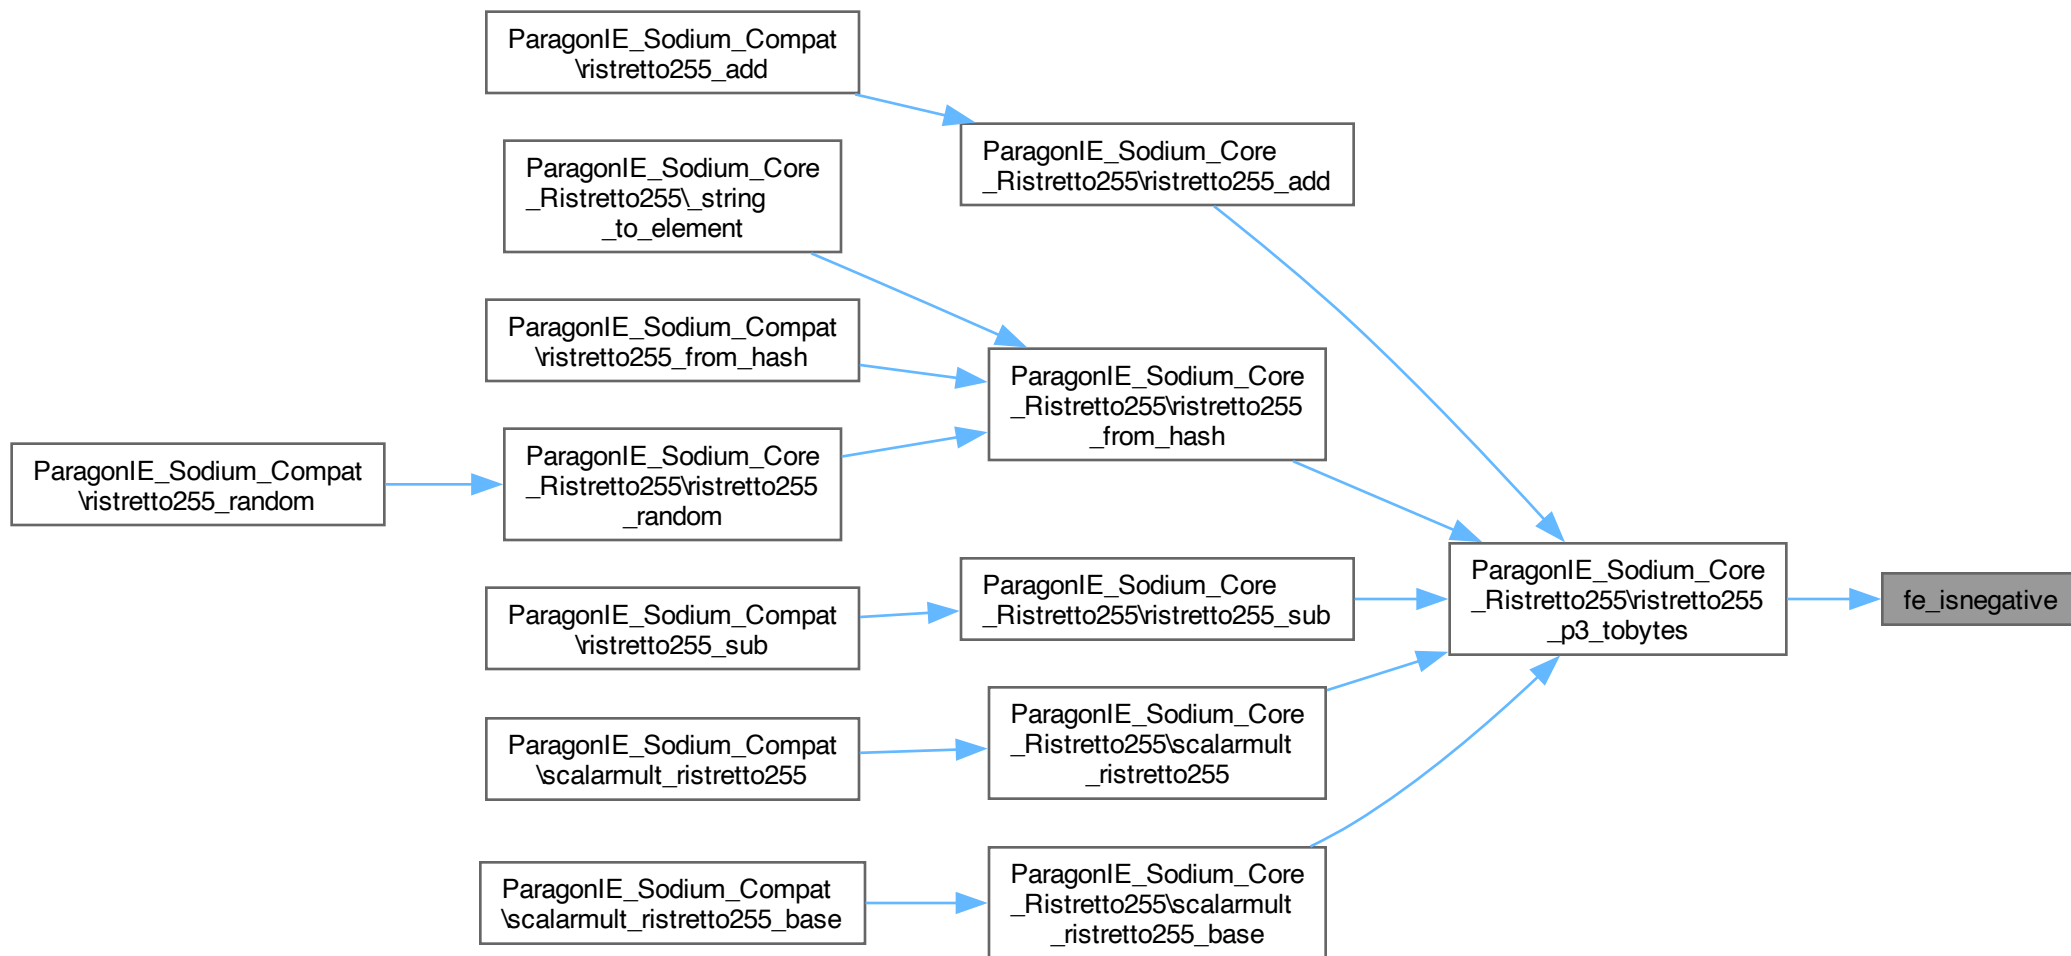 ParagonIE_Sodium_Compat
\ristretto255_add
ParagonIE_Sodium_Core
_Ristretto255\ristretto255_add
ParagonIE_Sodium_Core
_Ristretto255\_string
_to_element
ParagonIE_Sodium_Compat
\ristretto255_from_hash
ParagonIE_Sodium_Core
_Ristretto255\ristretto255
_from_hash
ParagonIE_Sodium_Compat
\ristretto255_random
ParagonIE_Sodium_Core
_Ristretto255\ristretto255
_random
ParagonIE_Sodium_Compat
\ristretto255_sub
ParagonIE_Sodium_Core
_Ristretto255\ristretto255_sub
ParagonIE_Sodium_Core
_Ristretto255\ristretto255
_p3_tobytes
fe_isnegative
ParagonIE_Sodium_Compat
\scalarmult_ristretto255
ParagonIE_Sodium_Core
_Ristretto255\scalarmult
_ristretto255
ParagonIE_Sodium_Compat
\scalarmult_ristretto255_base
ParagonIE_Sodium_Core
_Ristretto255\scalarmult
_ristretto255_base